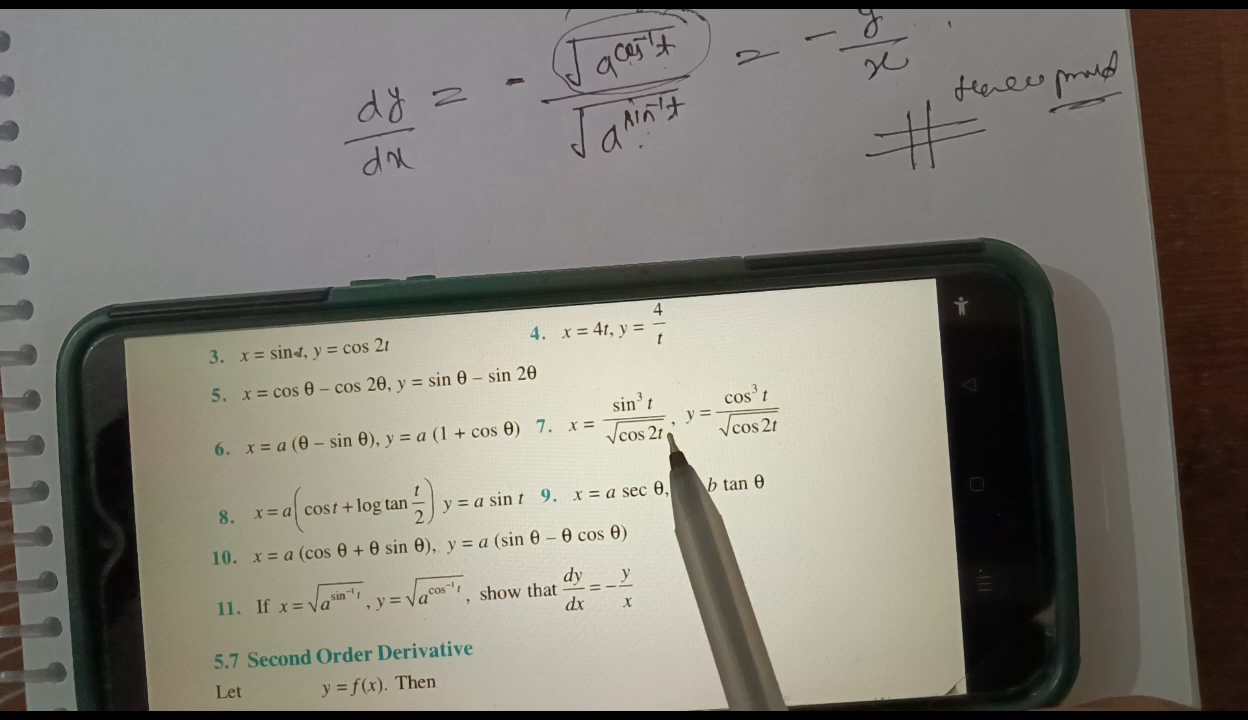 dy/dx = - √a^cos⁻¹t / √a^sin⁻¹t = - y/x .
Hence proved
3. x = sin t, y = cos 2t 4. x = 4t, y = 4/t
5. x = cos θ – cos 2θ, y = sin θ – sin 2θ
6. x = a (θ – sin θ), y = a (1 + cos θ) 7. x = sin³ t / √cos 2t , y = cos³ t / √cos 2t
8. x = a(cos t + log tan t/2) y = a sin t 9. x = a sec θ, b tan θ
10. x = a (cos θ + θ sin θ), y = a (sin θ – θ cos θ)
11. If x = √a^sin⁻¹t , y = √a^cos⁻¹t , show that dy/dx = – y/x
5.7 Second Order Derivative
Let y = f(x). Then